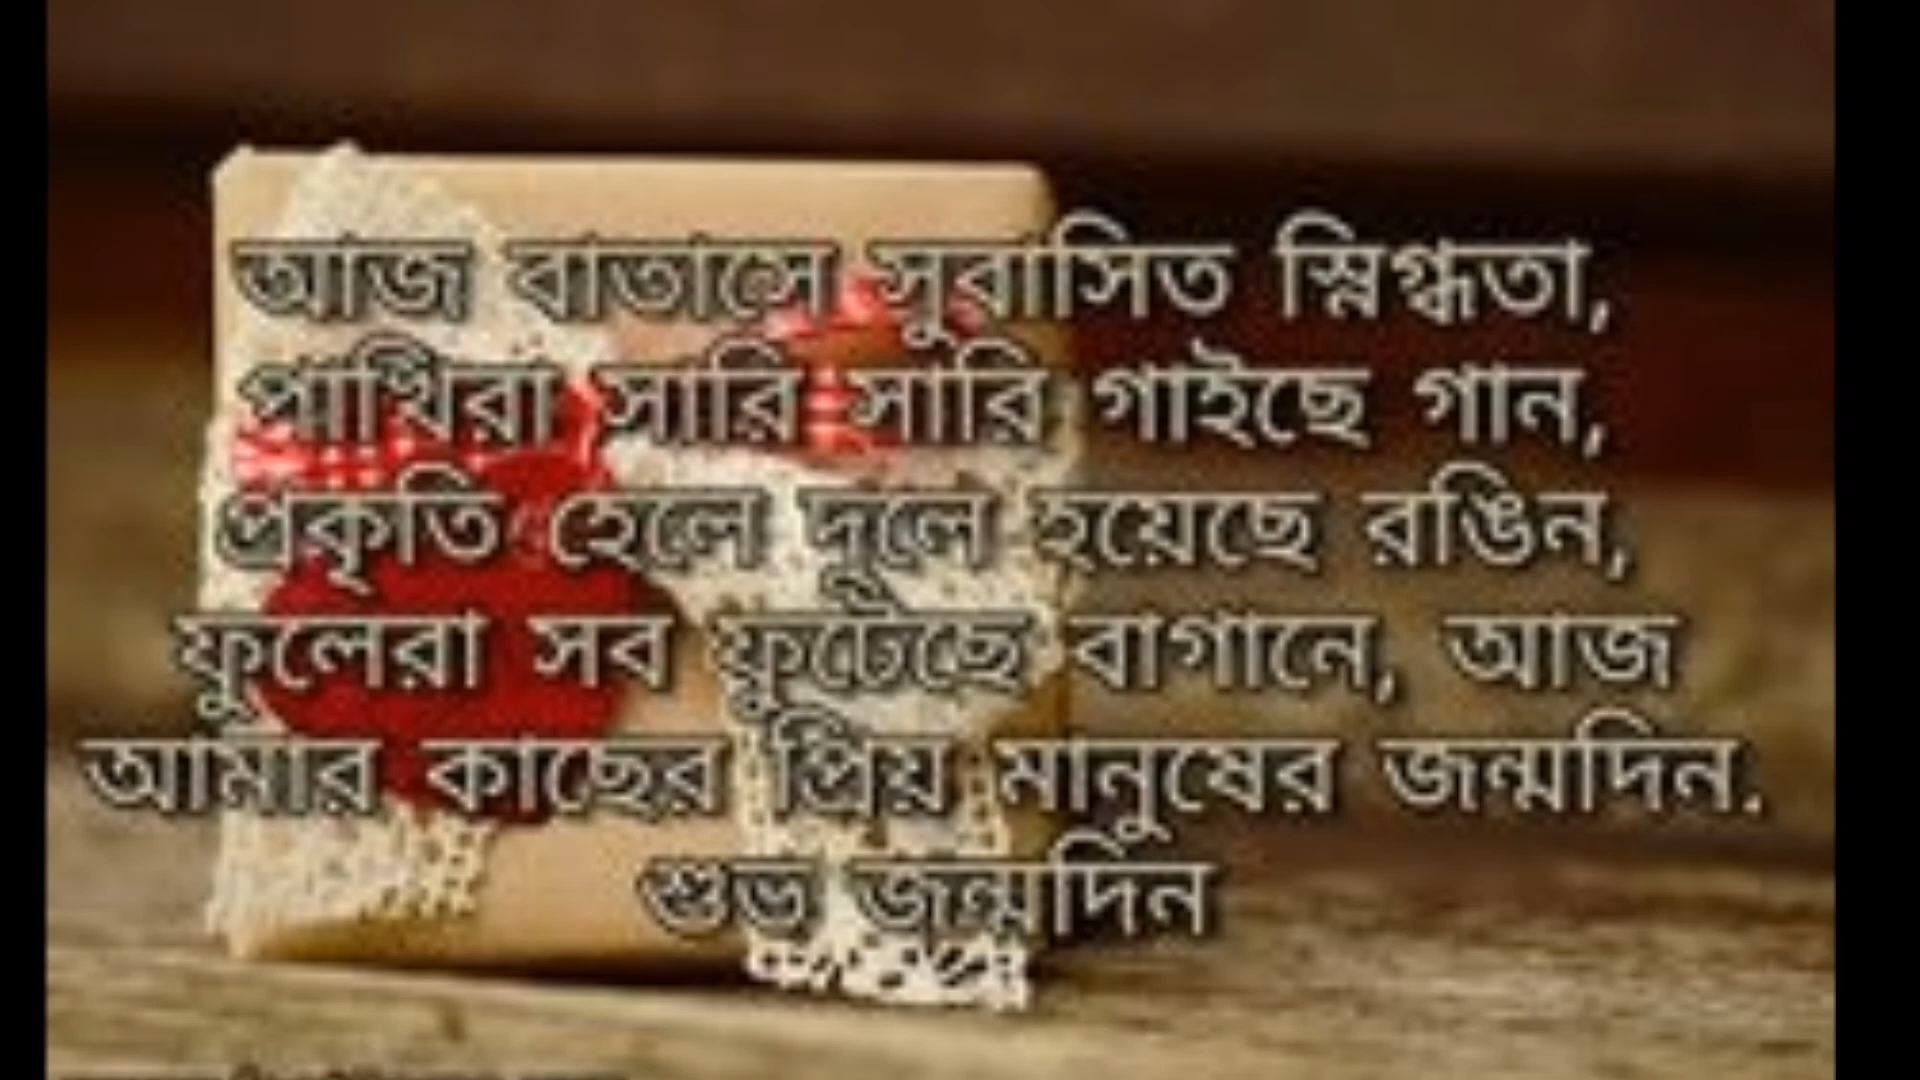 আজ বাতাসে সুবাসিত স্নিগ্ধতা,
পাখিরা সারি সারি গাইছে গান,
প্রকৃতি হেলে দুলে হয়েছে রঙিন,
ফুলেরা সব ফুটেছে বাগানে, আজ
আমার কাছের প্রিয় মানুষের জন্মদিন.
শুভ জন্মদিন